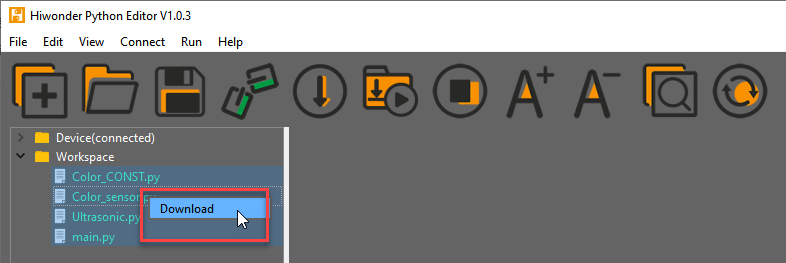 Hiwonder Python Editor V1.0.3
File Edit View Connect Run Help
Device(connected)
Workspace
Color_CONST.py
Color_sensor.py
Download
Ultrasonic.py
main.py